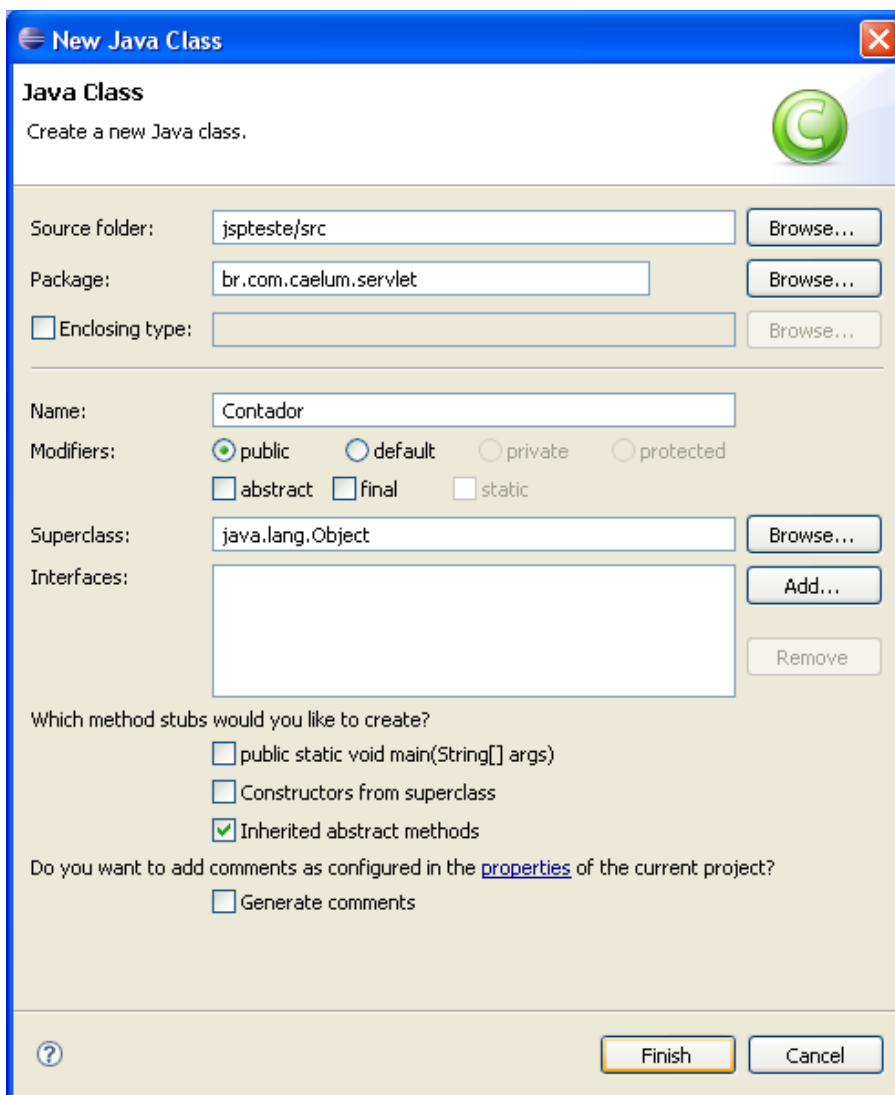 New Java Class
Java Class
Create a new Java class.
C
Source folder: jspteste/src Browse...
Package: br.com.caelum.servlet Browse...
Enclosing type: Browse...
Name: Contador
Modifiers: public default private protected
abstract final static
Superclass: java.lang.Object Browse...
Interfaces: Add...
Remove
Which method stubs would you like to create?
public static void main(String[] args)
Constructors from superclass
Inherited abstract methods
Do you want to add comments as configured in the properties of the current project?
Generate comments
? Finish Cancel